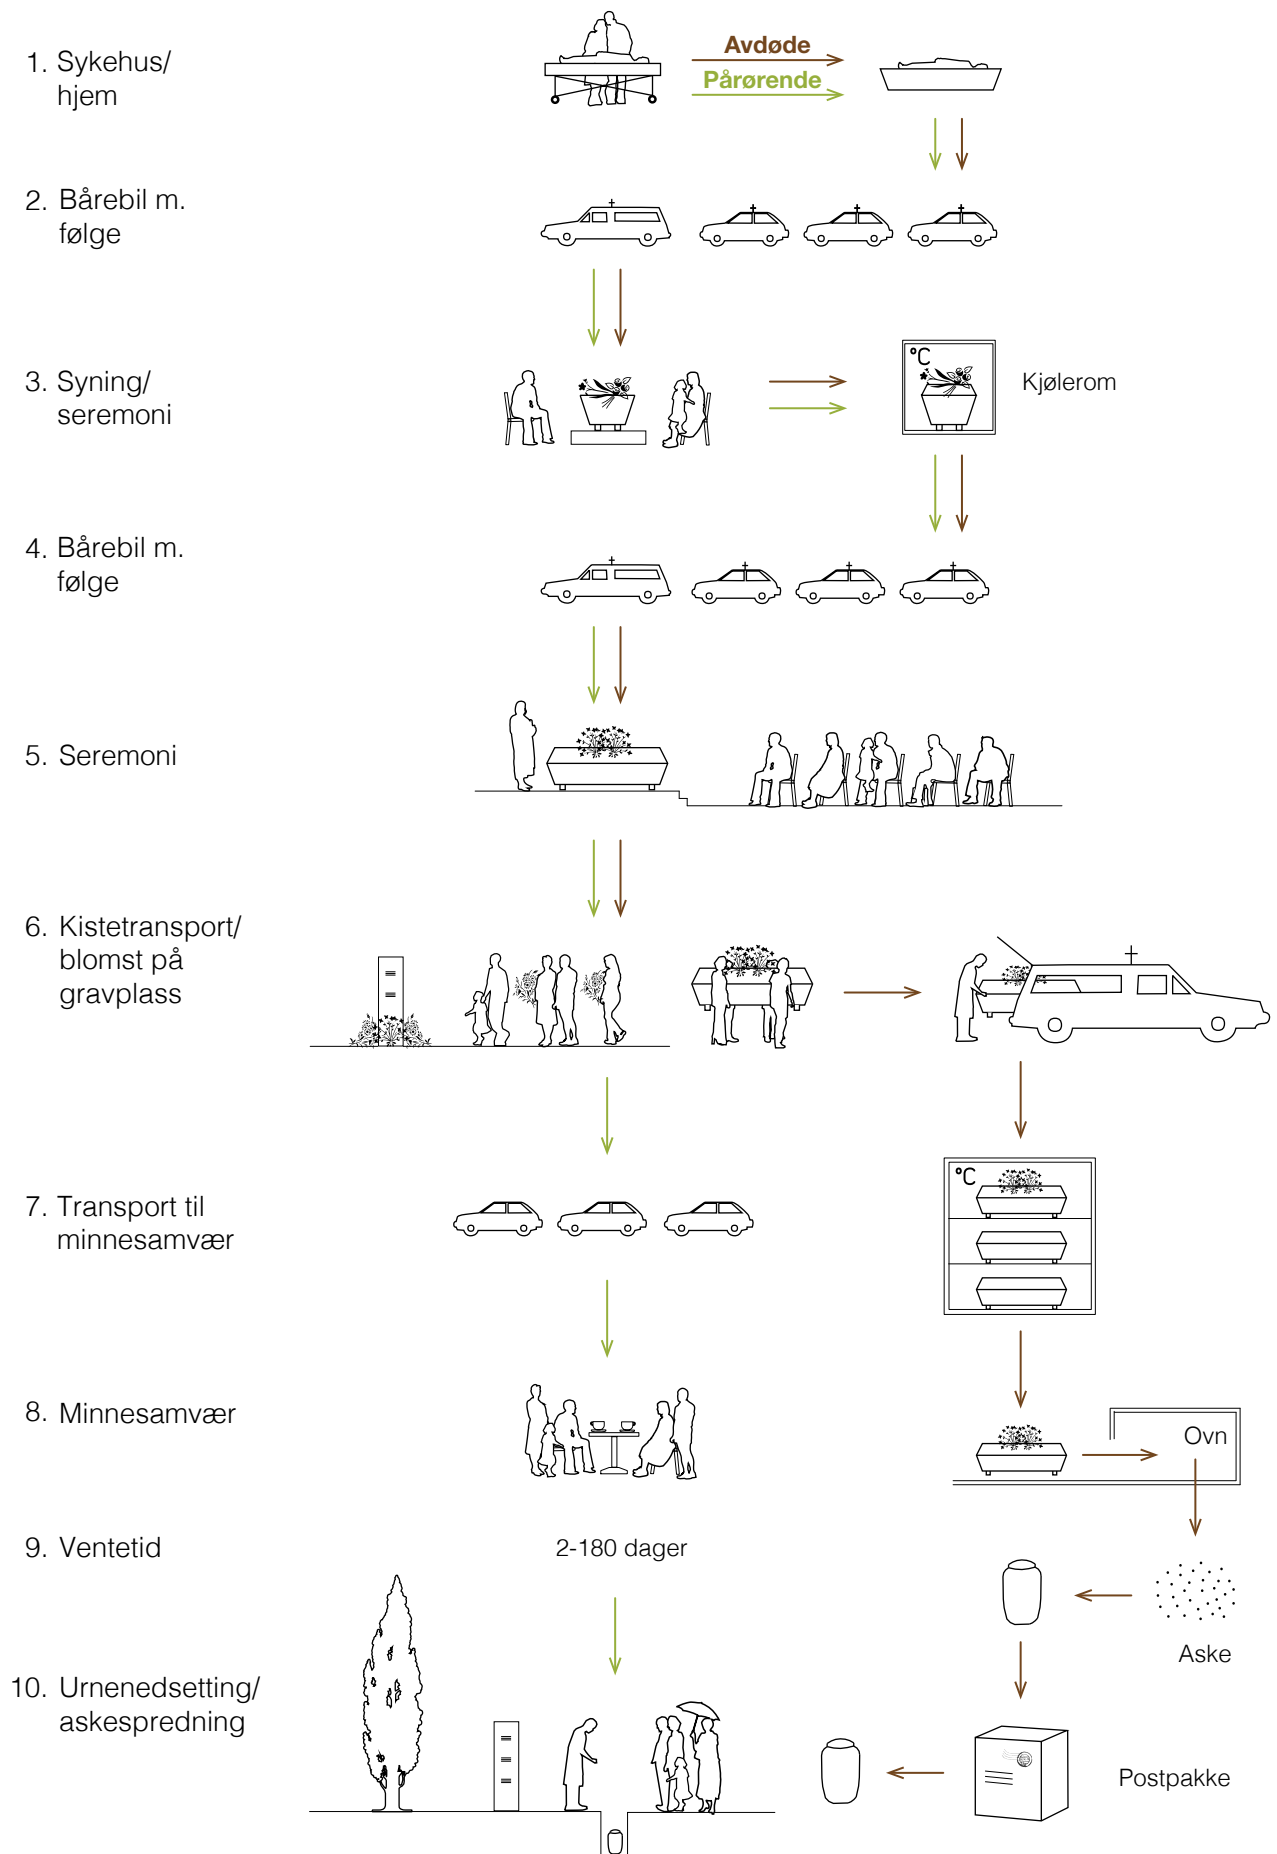 1. Sykehus/
hjem
Avdøde
Pårørende
2. Bårebil m.
følge
3. Syning/
seremoni
°C
Kjølerom
4. Bårebil m.
følge
5. Seremoni
6. Kistetransport/
blomst på
gravplass
7. Transport til
minnesamvær
°C
8. Minnesamvær
Ovn
9. Ventetid
2-180 dager
Aske
10. Urnenedsetting/
askespredning
Postpakke